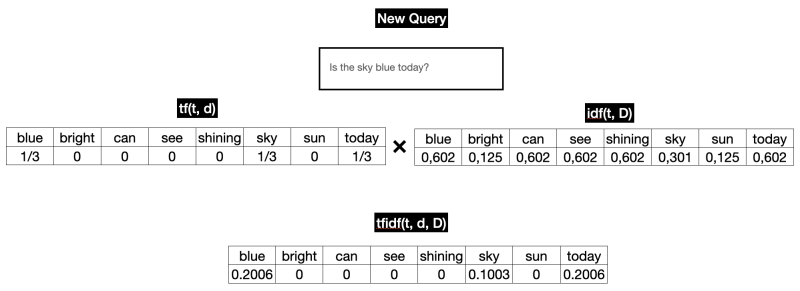 New Query
Is the sky blue today?
tf(t, d)
blue bright can see shining sky sun today
1/3 0 0 0 0 1/3 0 1/3
×
idf(t, D)
blue bright can see shining sky sun today
0,602 0,125 0,602 0,602 0,602 0,301 0,125 0,602
tfidf(t, d, D)
blue bright can see shining sky sun today
0.2006 0 0 0 0 0.1003 0 0.2006